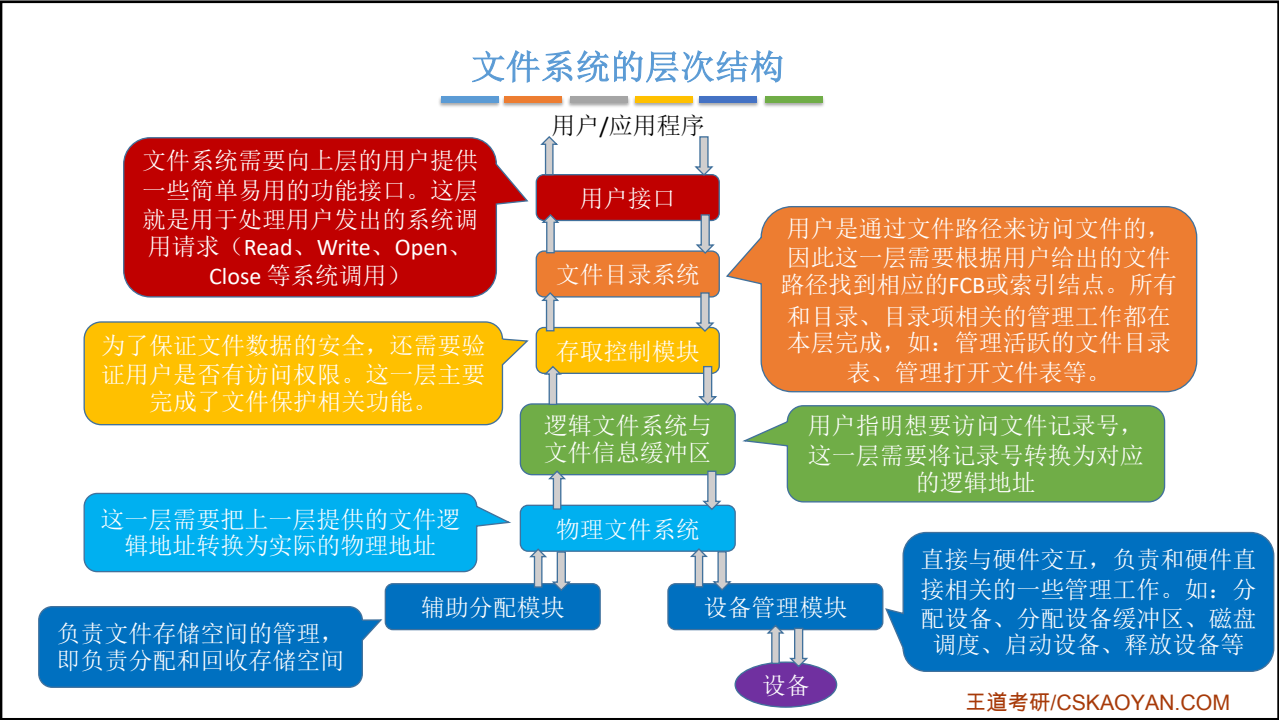 文件系统的层次结构
用户/应用程序
文件系统需要向上层的用户提供
一些简单易用的功能接口。这层
就是用于处理用户发出的系统调
用请求（Read、Write、Open、
Close 等系统调用）
用户接口
用户是通过文件路径来访问文件的，
因此这一层需要根据用户给出的文件
路径找到相应的FCB或索引结点。所有
和目录、目录项相关的管理工作都在
本层完成，如：管理活跃的文件目录
表、管理打开文件表等。
文件目录系统
为了保证文件数据的安全，还需要验
证用户是否有访问权限。这一层主要
完成了文件保护相关功能。
存取控制模块
逻辑文件系统与
文件信息缓冲区
用户指明想要访问文件记录号，
这一层需要将记录号转换为对应
的逻辑地址
这一层需要把上一层提供的文件逻
辑地址转换为实际的物理地址
物理文件系统
直接与硬件交互，负责和硬件直
接相关的一些管理工作。如：分
配设备、分配设备缓冲区、磁盘
调度、启动设备、释放设备等
辅助分配模块
设备管理模块
负责文件存储空间的管理，
即负责分配和回收存储空间
设备
王道考研/CSKAOYAN.COM